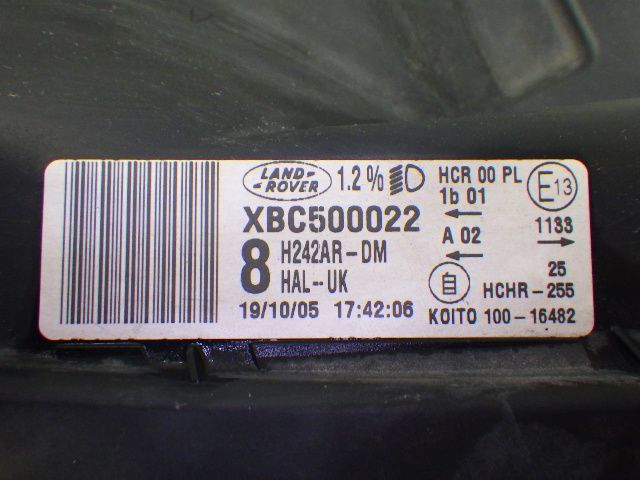 LAND-
-ROVER
1.2%
HCR 00 PL
E13
1b 01
XBC500022
1133
A 02
8
H242AR-DM
HAL--UK
自
25
HCHR-255
19/10/05 17:42:06
KOITO 100-16482